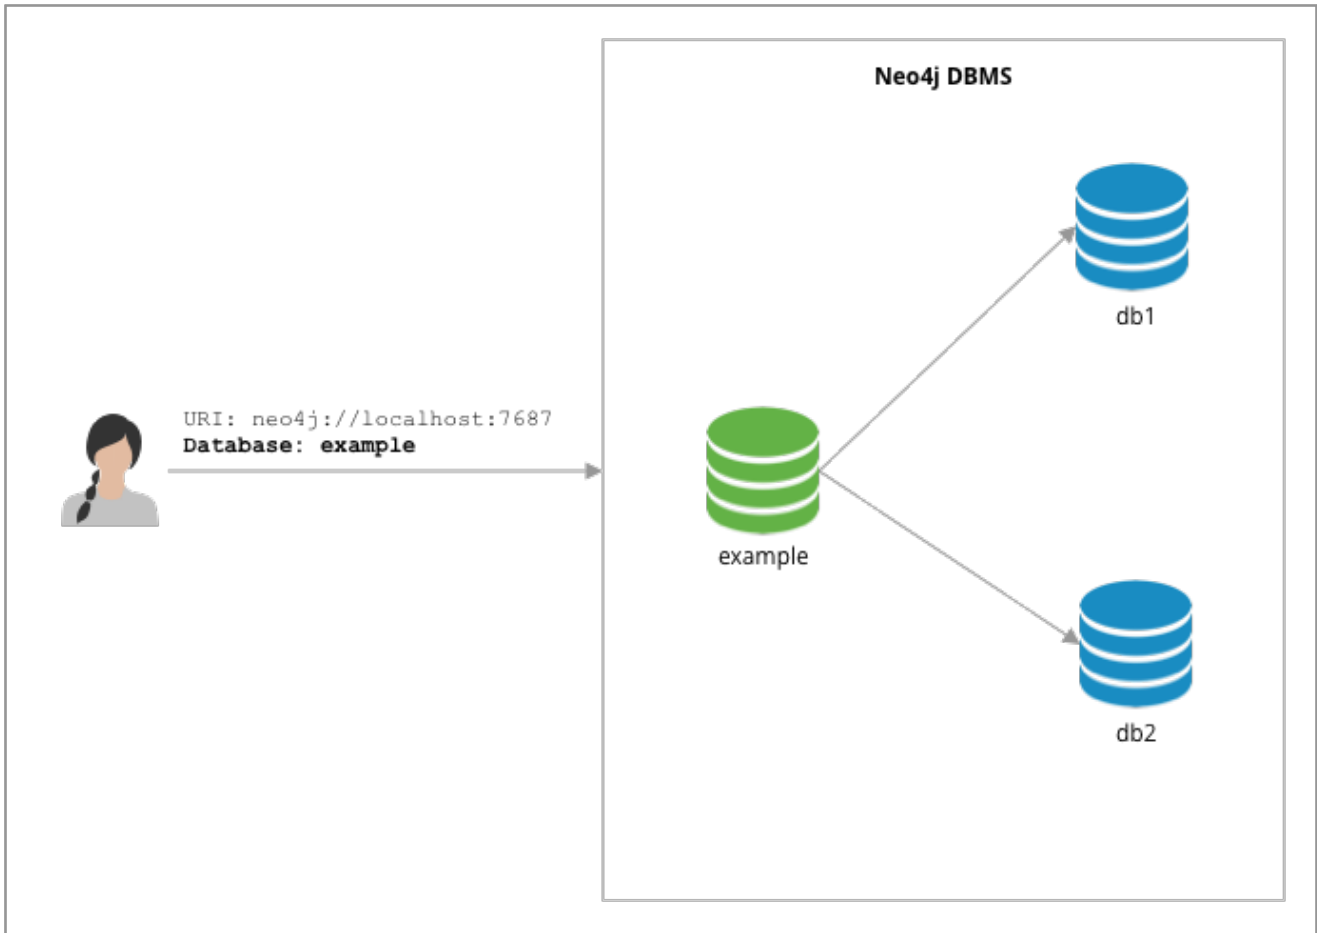 Neo4j DBMS
db1
URI: neo4j://localhost:7687
Database: example
example
db2